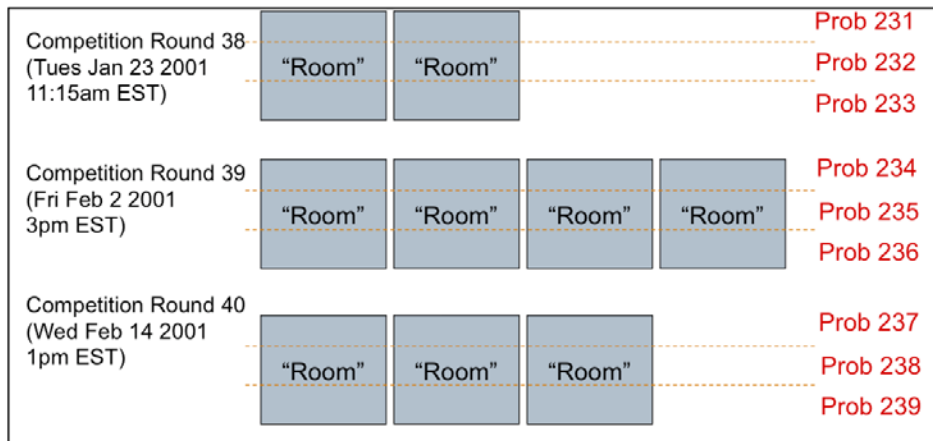 Competition Round 38
(Tues Jan 23 2001
11:15am EST)
"Room" "Room"
Prob 231
Prob 232
Prob 233
Competition Round 39
(Fri Feb 2 2001
3pm EST)
“Room” “Room” “Room” “Room”
Prob 234
Prob 235
Prob 236
Competition Round 40
(Wed Feb 14 2001
1pm EST)
“Room” “Room” “Room”
Prob 237
Prob 238
Prob 239